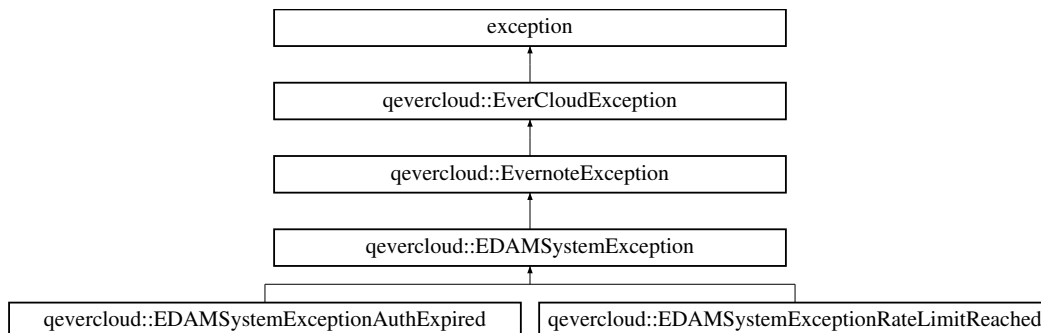 exception
qevercloud::EverCloudException
qevercloud::EvernoteException
qevercloud::EDAMSystemException
qevercloud::EDAMSystemExceptionAuthExpired
qevercloud::EDAMSystemExceptionRateLimitReached